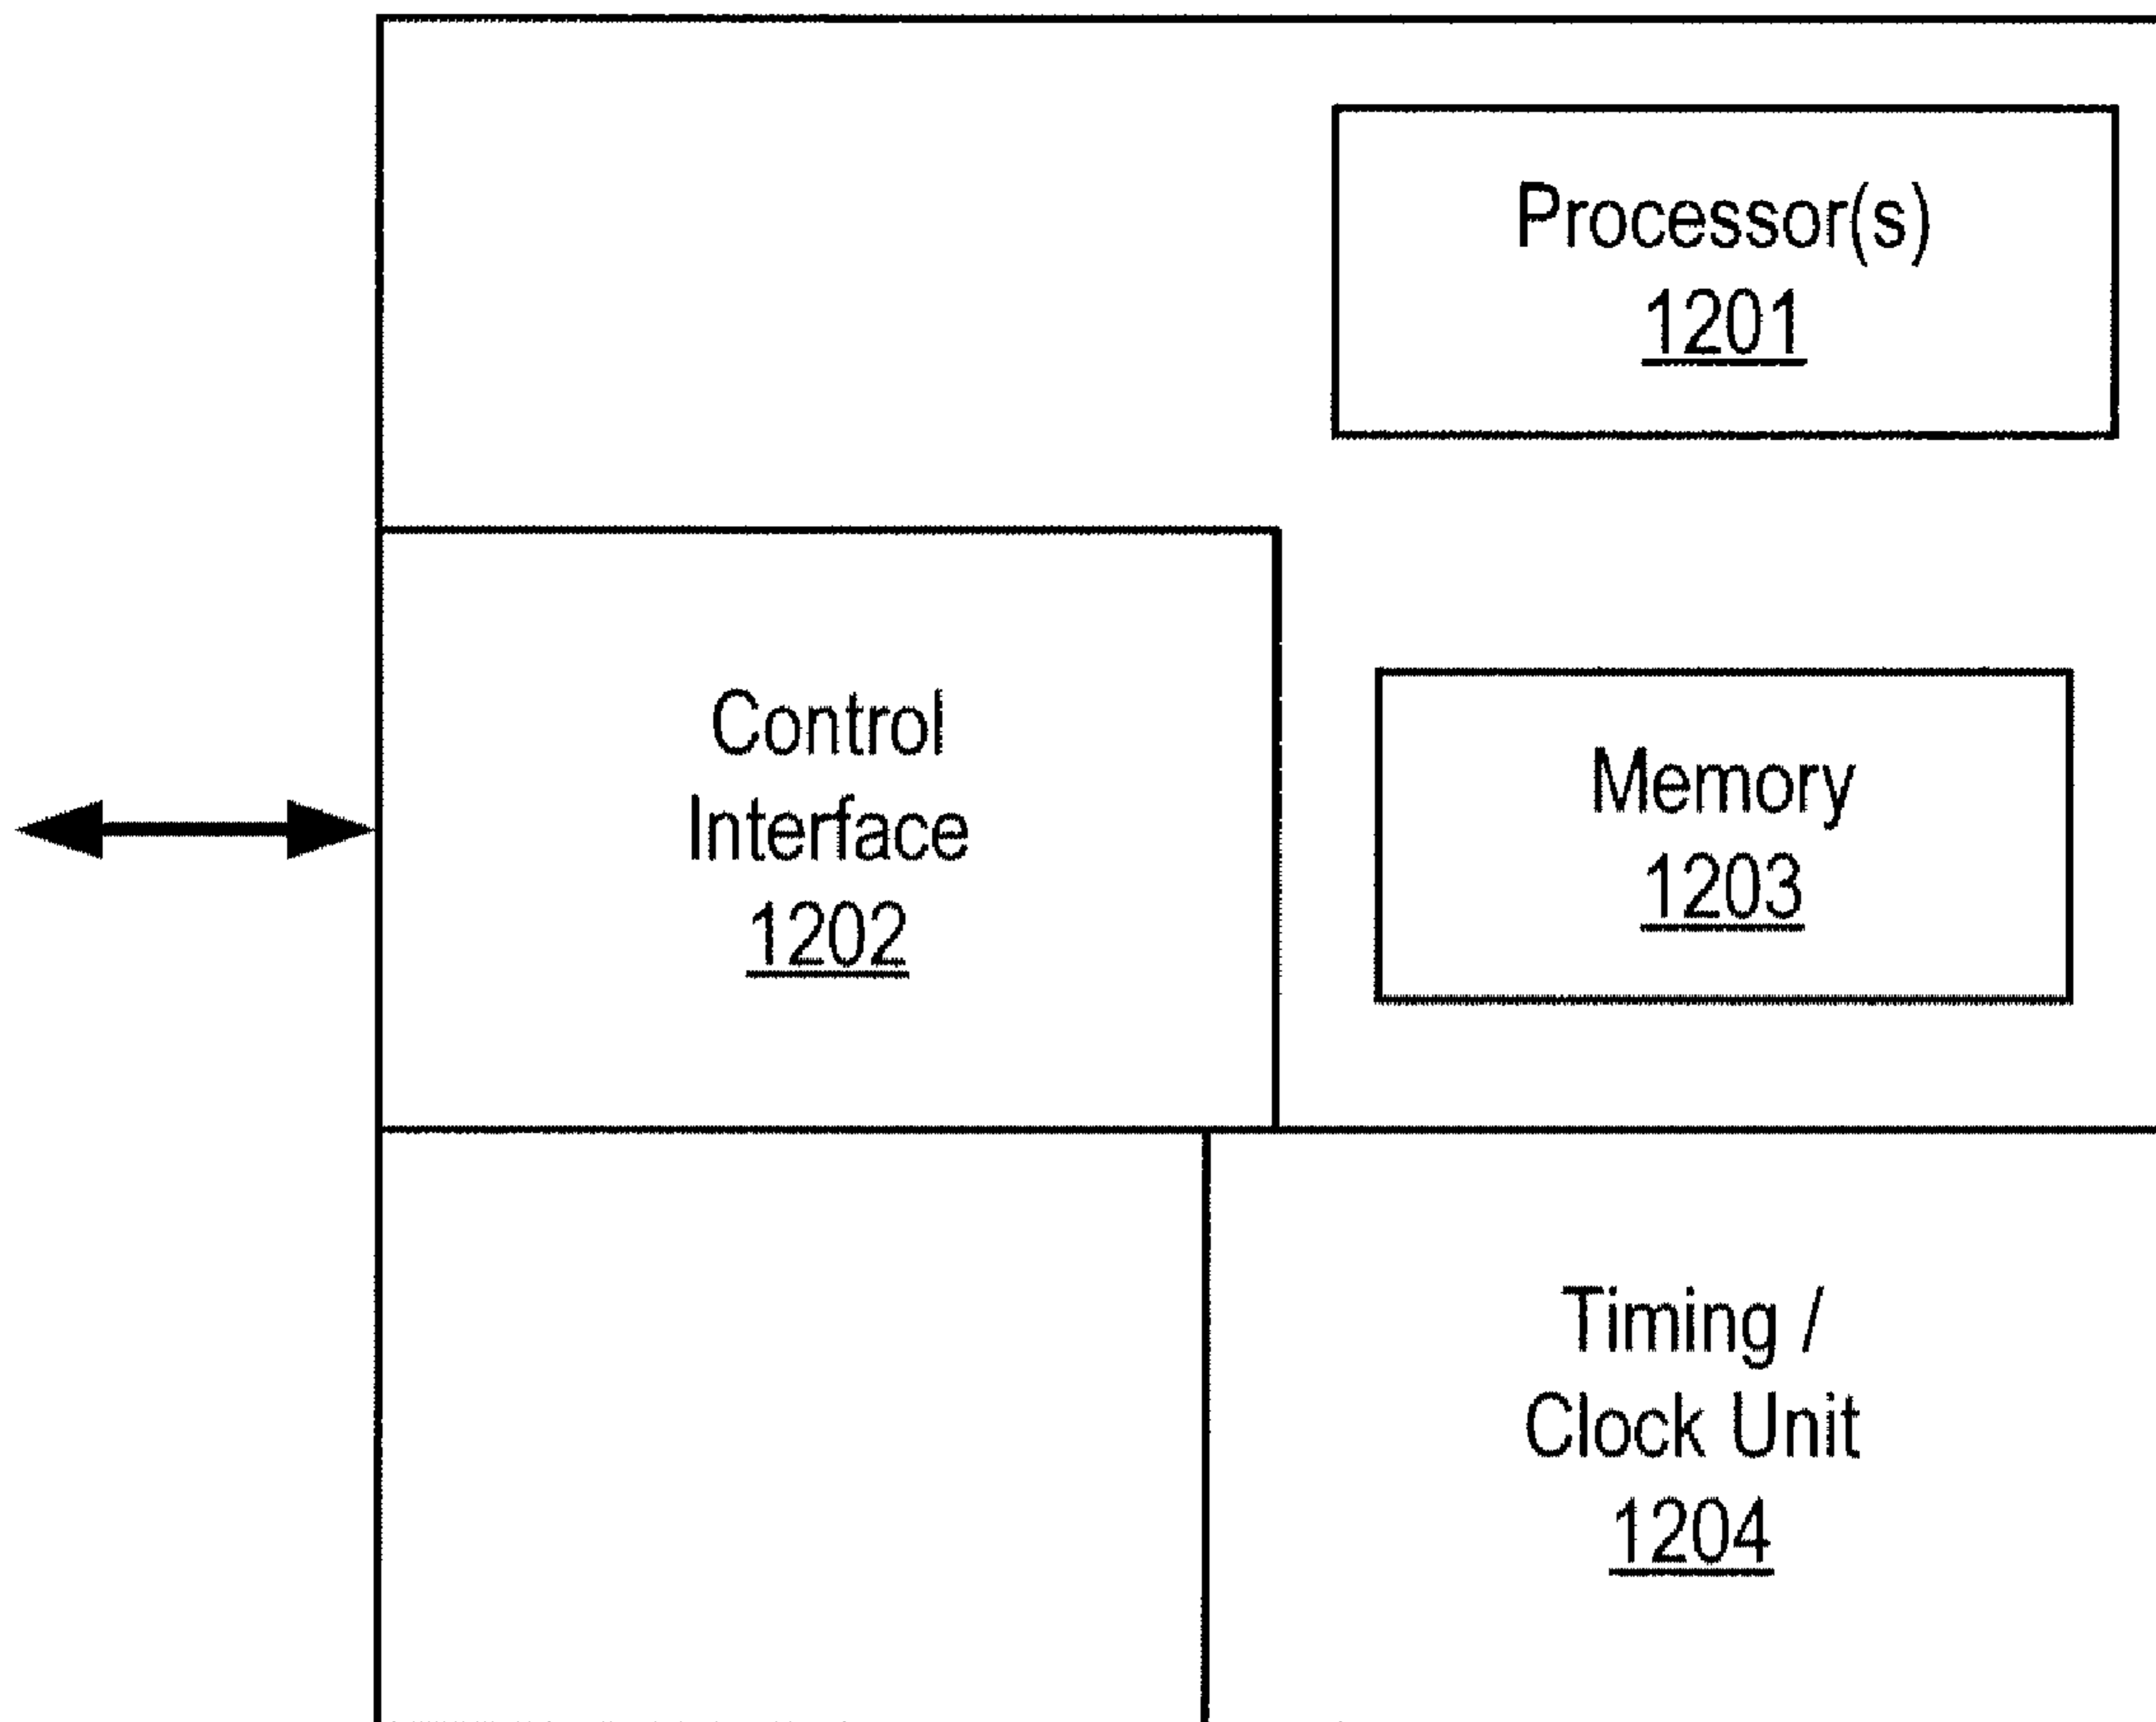 Processor(s)
1201
Control
Interface
1202
Memory
1203
Timing /
Clock Unit
1204